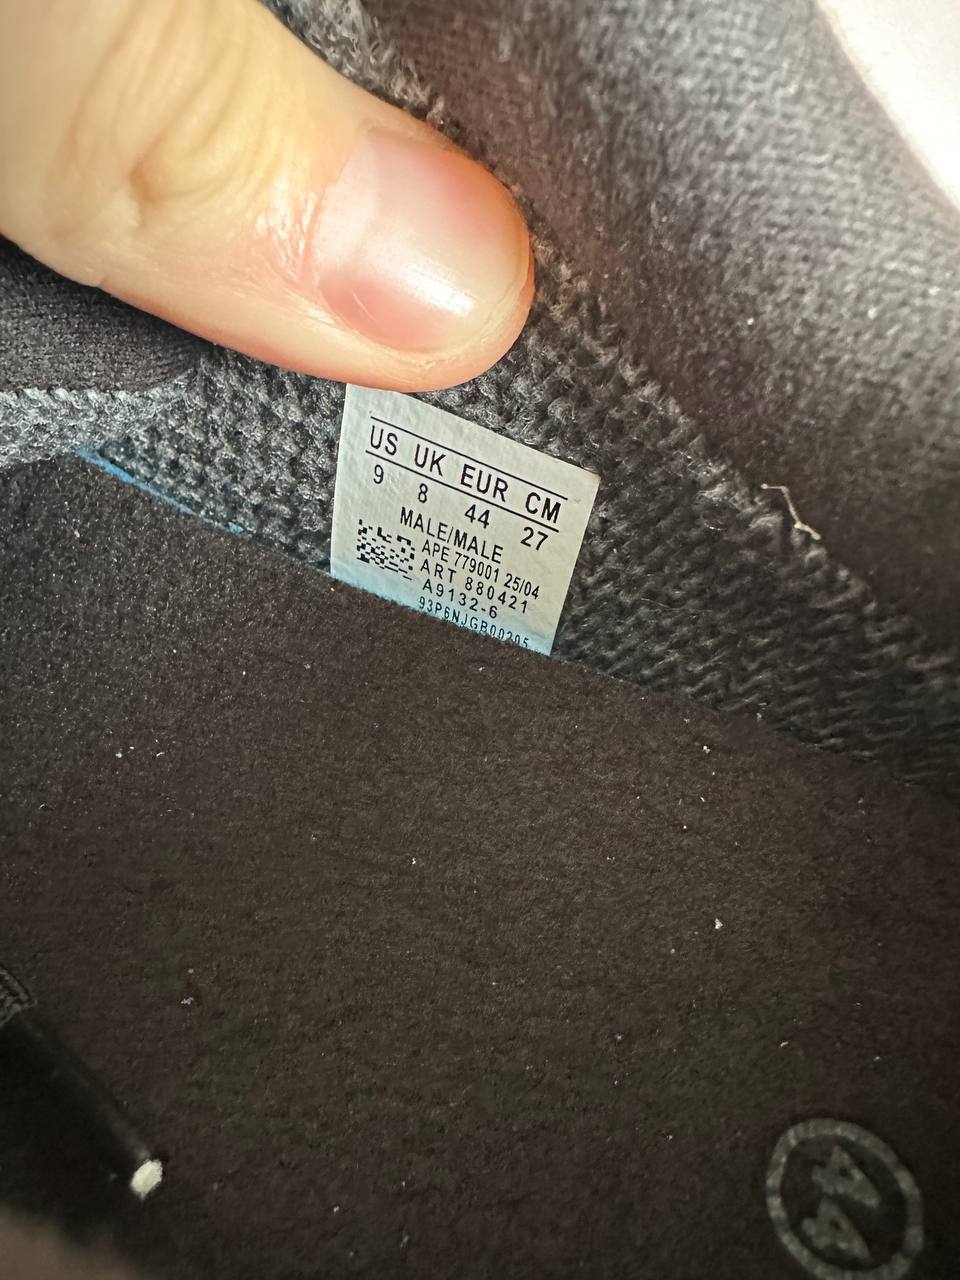 US UK EUR CM
9 8 44 27
MALE/MALE
APE 779001 25/04
ART 880421
A9132-6
93P6NJGB00205
44